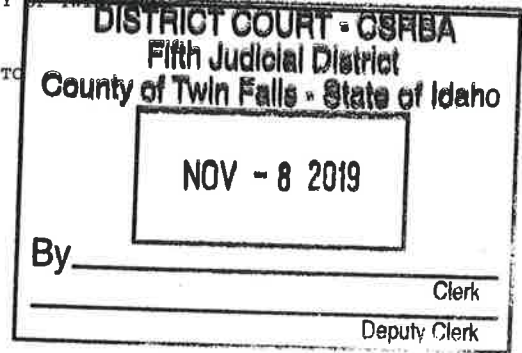 DISTRICT COURT - CSRBA
Fifth Judicial District
County of Twin Falls - State of Idaho
NOV - 8 2019
By
Clerk
Deputy Clerk